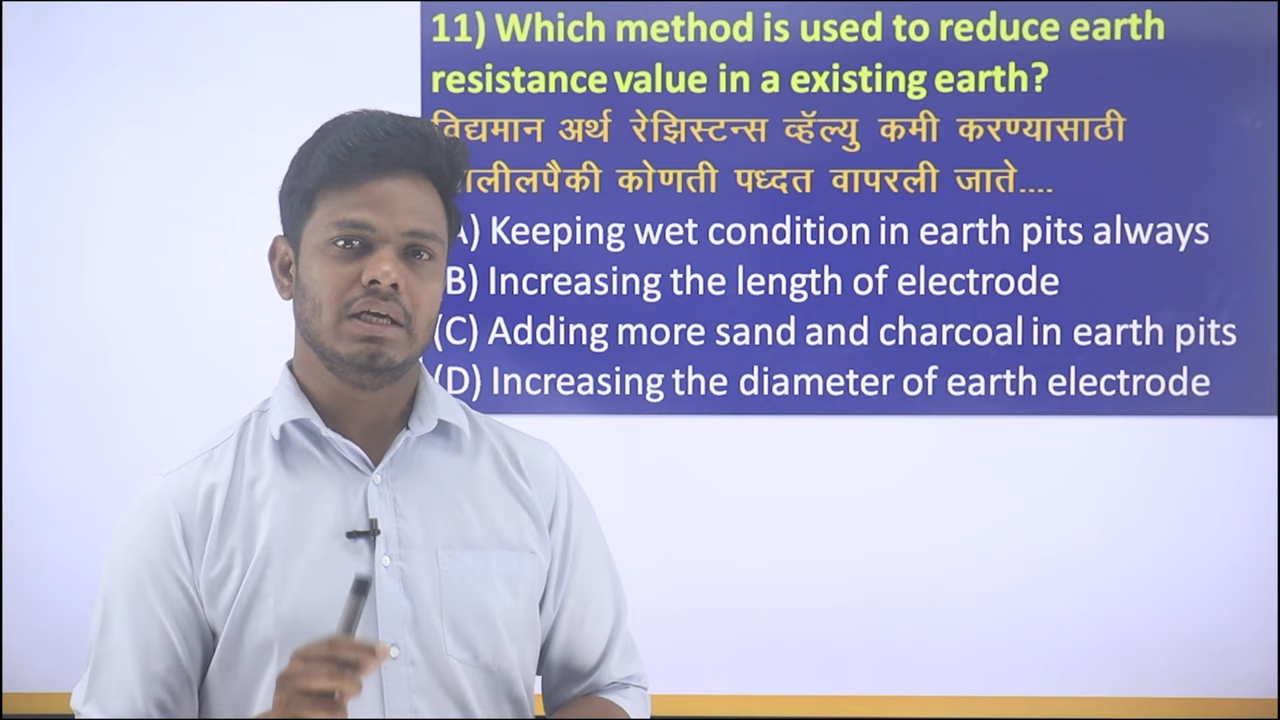 11) Which method is used to reduce earth
resistance value in a existing earth?
विद्यमान अर्थ रेझिस्टन्स व्हॅल्यु कमी करण्यासाठी
कोणती पध्दत वापरली जाते....
A) Keeping wet condition in earth pits always
B) Increasing the length of electrode
(C) Adding more sand and charcoal in earth pits
(D) Increasing the diameter of earth electrode